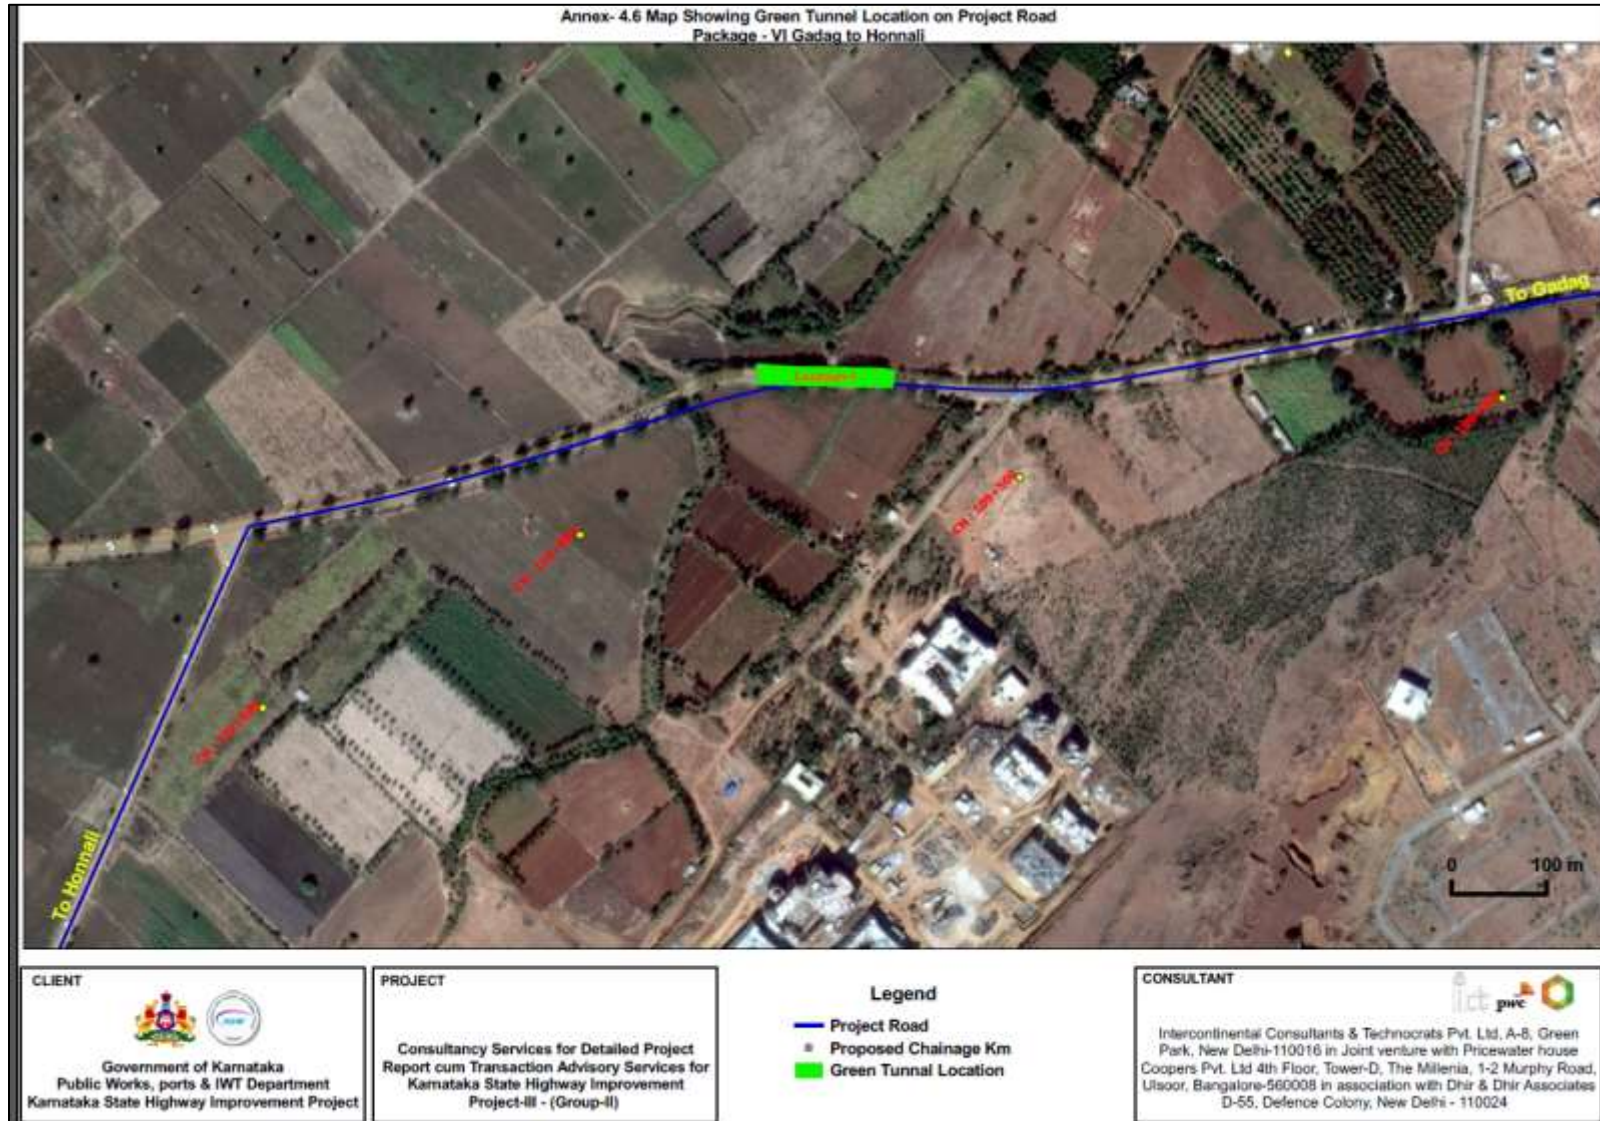 Annex- 4.6 Map Showing Green Tunnel Location on Project Road
Package - VI Gadag to Honnali
To Gadag
To Honnali
0 100 m
CLIENT
Government of Karnataka
Public Works, ports & IWT Department
Karnataka State Highway Improvement Project
PROJECT
Consultancy Services for Detailed Project
Report cum Transaction Advisory Services for
Karnataka State Highway Improvement
Project-III - (Group-II)
Legend
Project Road
Proposed Chainage Km
Green Tunnal Location
CONSULTANT
ict pwc
Intercontinental Consultants & Technocrats Pvt. Ltd, A-8, Green
Park, New Delhi-110016 in Joint venture with Pricewater house
Coopers Pvt. Ltd 4th Floor, Tower-D, The Millenia, 1-2 Murphy Road,
Ulsoor, Bangalore-560008 in association with Dhir & Dhir Associates
D-55, Defence Colony, New Delhi - 110024